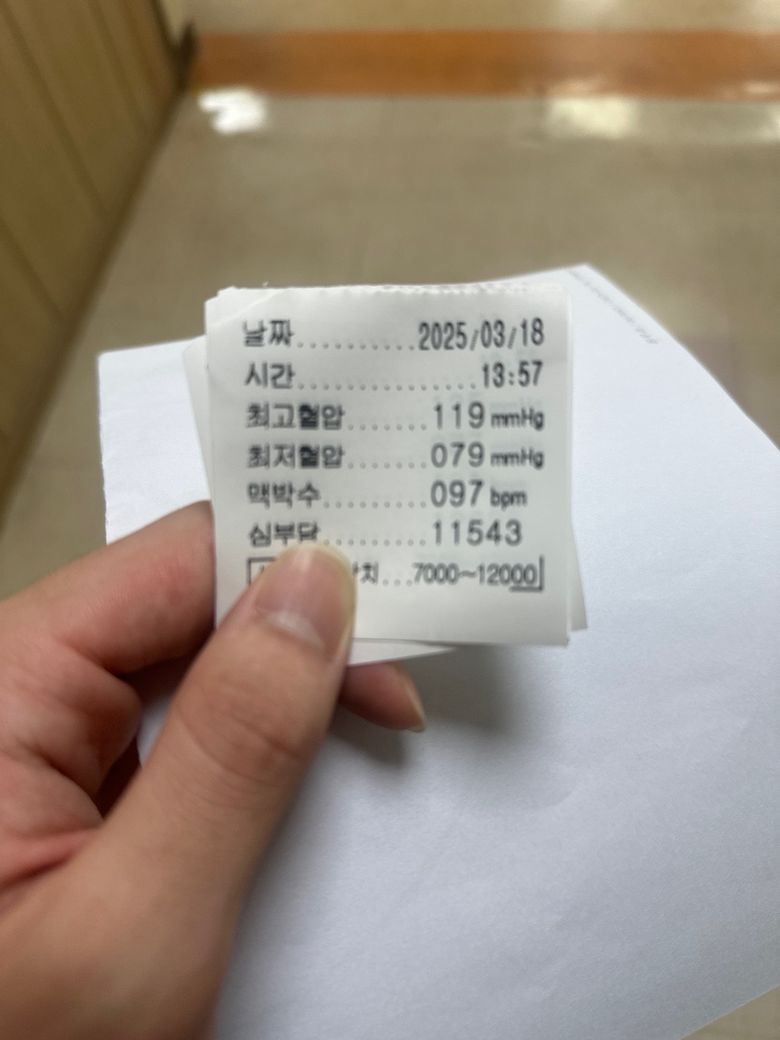 날짜..........2025/03/18
시간...............13:57
최고혈압.......119 mmHg
최저혈압.......079 mmHg
맥박수.........097 bpm
심부담.........11543
치...7000~12000